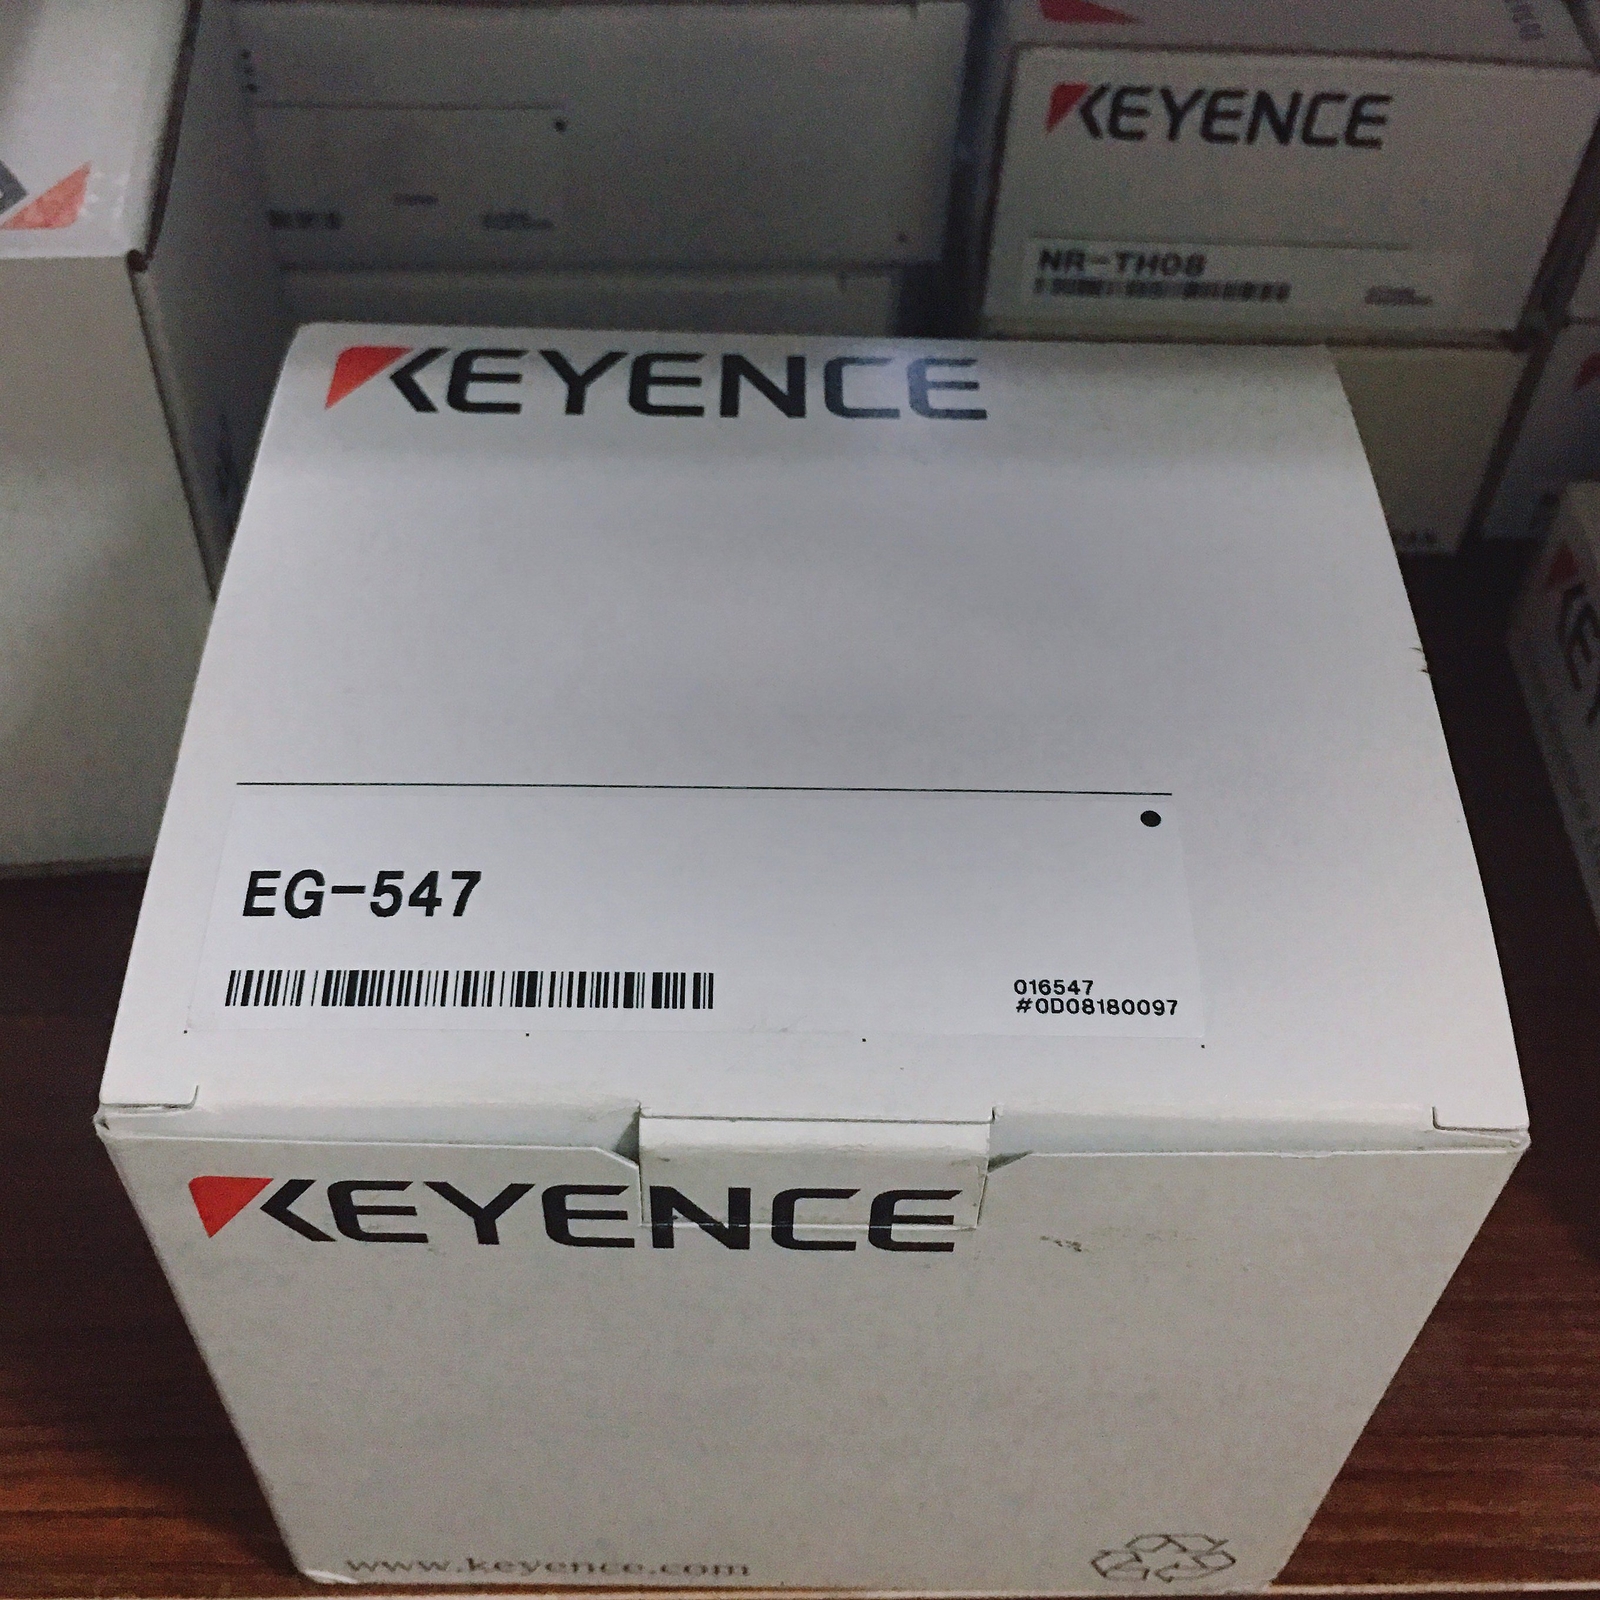 KEYENCE
NR-TH08
KEYENCE
EG-547
016547
#0D08180097
KEYENCE
www.keyence.com